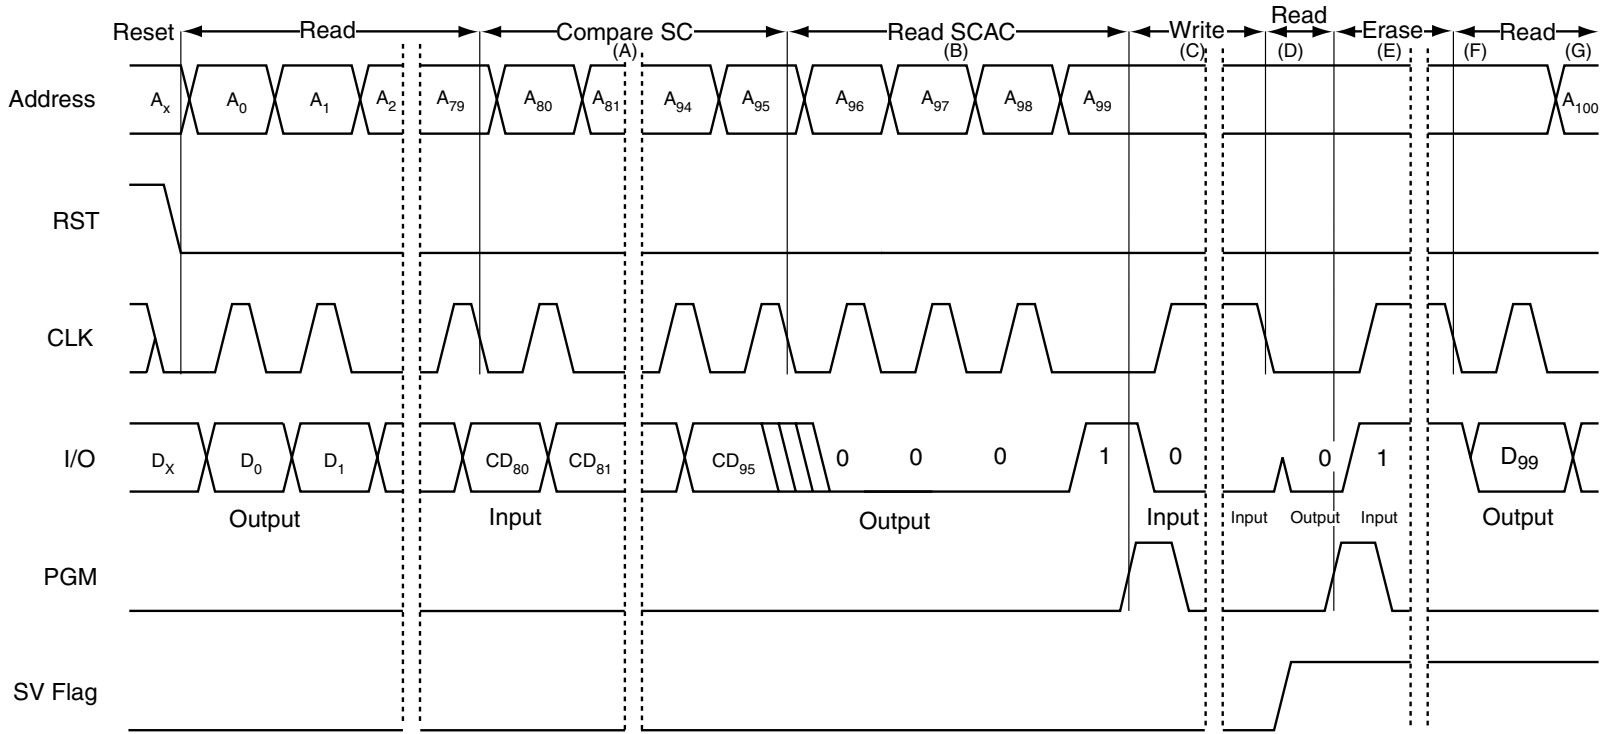 Reset Read Compare SC Read SCAC Write Read Erase Read
(A) (B) (C) (D) (E) (F) (G)
Address Ax A0 A1 A2 A79 A80 A81 A94 A95 A96 A97 A98 A99 A100
RST
CLK
I/O DX D0 D1 CD80 CD81 CD95 0 0 0 1 0 0 1 D99
Output Input Output Input Input Output Input Output
PGM
SV Flag